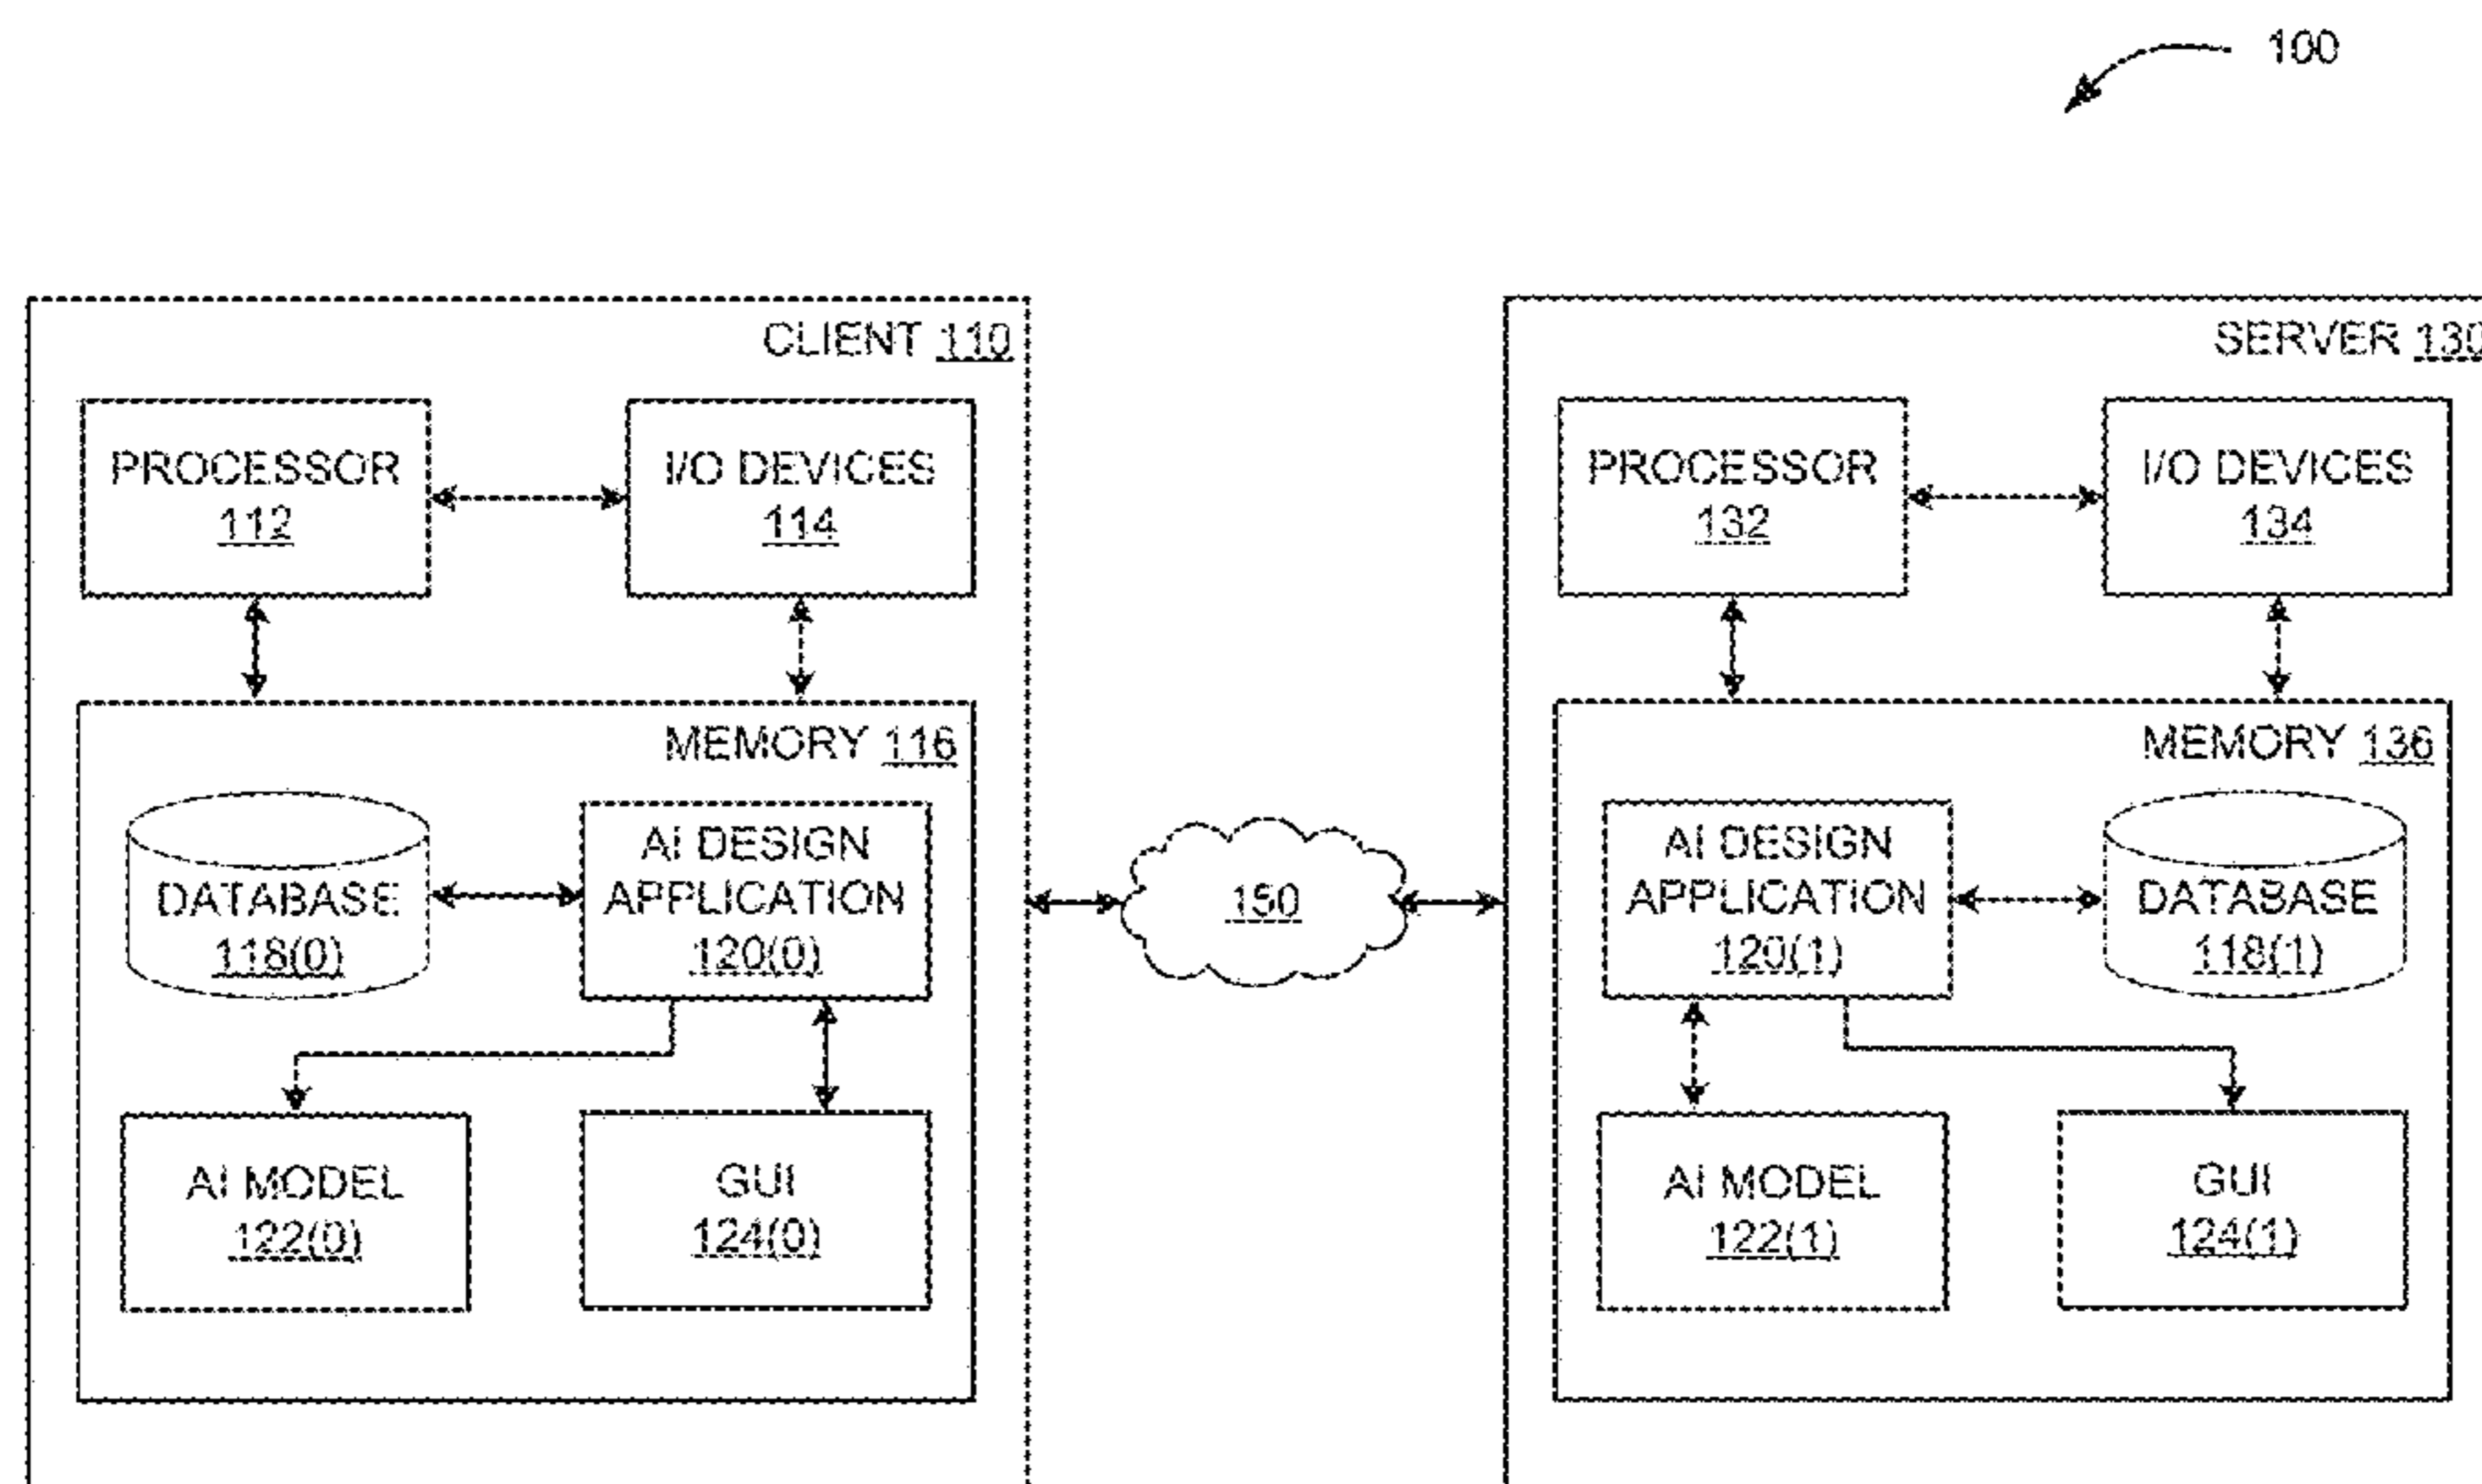 100
CLIENT 110
PROCESSOR
112
I/O DEVICES
114
MEMORY 116
DATABASE
118(0)
AI DESIGN
APPLICATION
120(0)
AI MODEL
122(0)
GUI
124(0)
150
SERVER 130
PROCESSOR
132
I/O DEVICES
134
MEMORY 136
AI DESIGN
APPLICATION
120(1)
DATABASE
118(1)
AI MODEL
122(1)
GUI
124(1)